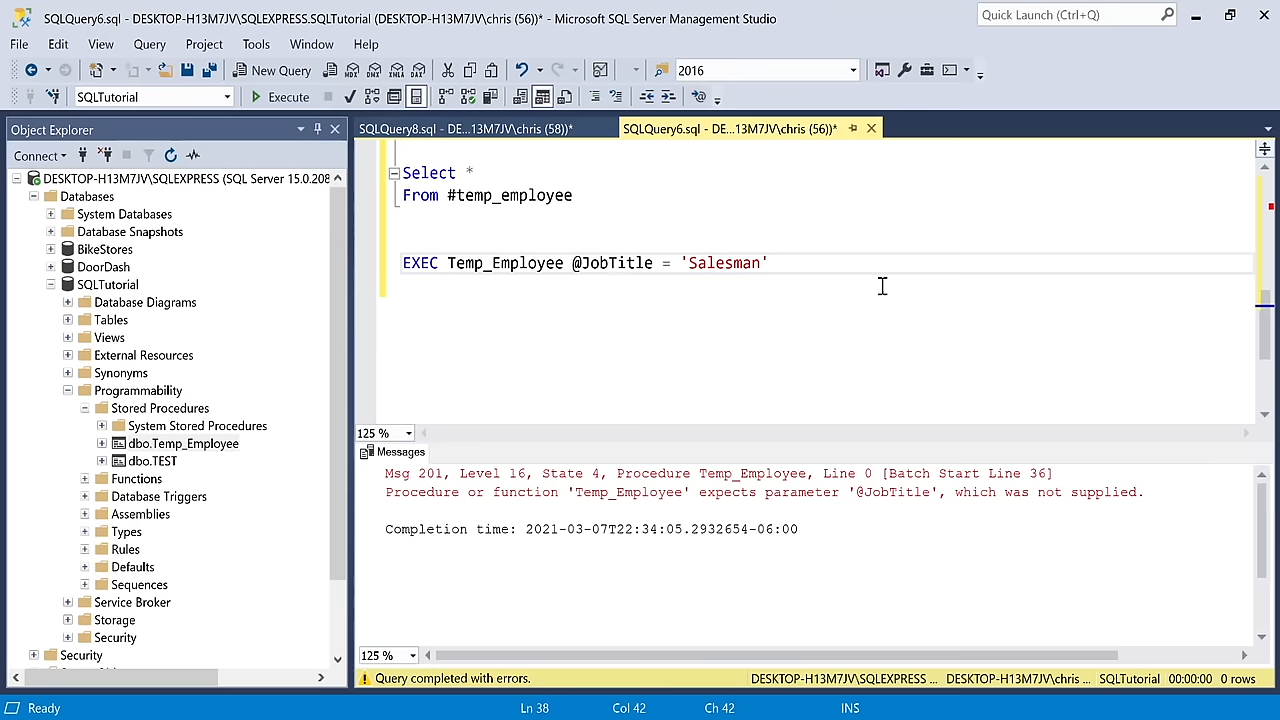 SQLQuery6.sql - DESKTOP-H13M7JV\SQLEXPRESS.SQLTutorial (DESKTOP-H13M7JV\chris (56))* - Microsoft SQL Server Management Studio
Quick Launch (Ctrl+Q)
File Edit View Query Project Tools Window Help
New Query
2016
SQLTutorial
Execute
Object Explorer
Connect
DESKTOP-H13M7JV\SQLEXPRESS (SQL Server 15.0.208
Databases
System Databases
Database Snapshots
BikeStores
DoorDash
SQLTutorial
Database Diagrams
Tables
Views
External Resources
Synonyms
Programmability
Stored Procedures
System Stored Procedures
dbo.Temp_Employee
dbo.TEST
Functions
Database Triggers
Assemblies
Types
Rules
Defaults
Sequences
Service Broker
Storage
Security
Security
SQLQuery8.sql - DE...13M7JV\chris (58))*
SQLQuery6.sql - DE...13M7JV\chris (56))*
Select *
From #temp_employee
EXEC Temp_Employee @JobTitle = 'Salesman'
125 %
Messages
Msg 201, Level 16, State 4, Procedure Temp_Employee, Line 0 [Batch Start Line 36]
Procedure or function 'Temp_Employee' expects parameter '@JobTitle', which was not supplied.
Completion time: 2021-03-07T22:34:05.2932654-06:00
125 %
Query completed with errors.
DESKTOP-H13M7JV\SQLEXPRESS ...
DESKTOP-H13M7JV\chris ...
SQLTutorial
00:00:00
0 rows
Ready
Ln 38
Col 42
Ch 42
INS